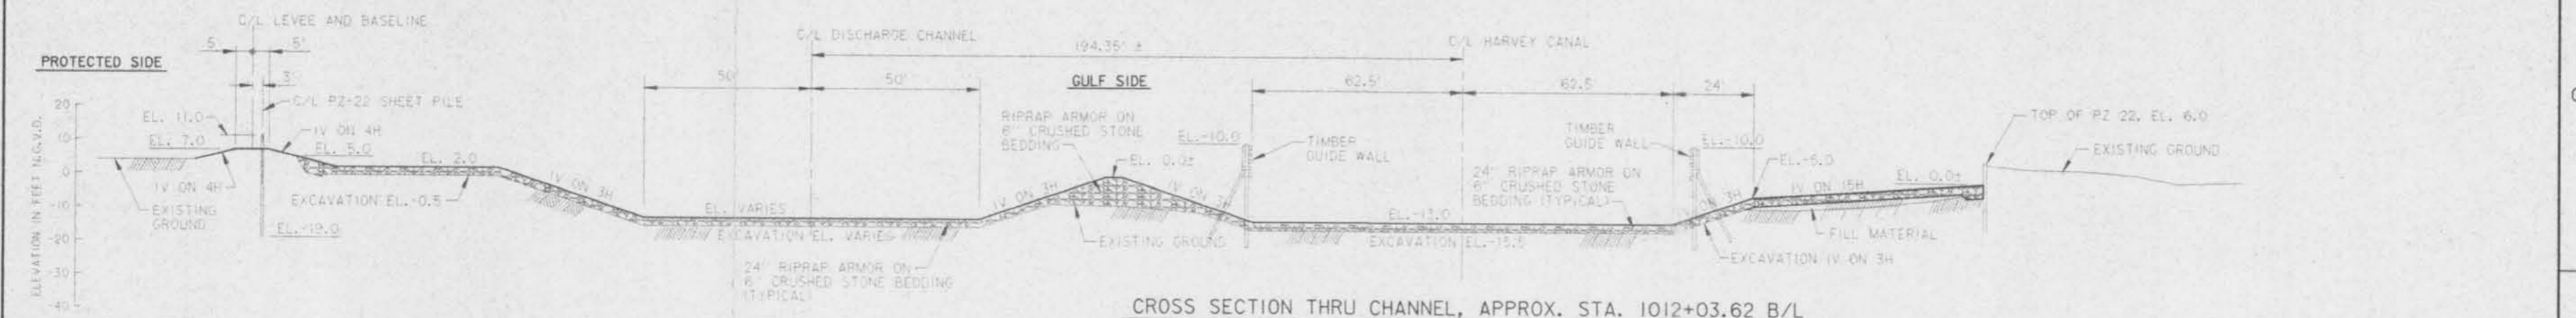 C/L LEVEE AND BASELINE
5'
5'
PROTECTED SIDE
3'
C/L PZ-22 SHEET PILE
C/L DISCHARGE CHANNEL
194.35' ±
C/L HARVEY CANAL
50'
50'
GULF SIDE
62.5'
62.5'
24'
20
10
0
-10
-20
-30
-40
ELEVATION IN FEET N.G.V.D.
EL. 11.0
EL. 7.0
1V ON 4H
EXISTING
GROUND
1V ON 4H
EL. 5.0
EL. 2.0
EXCAVATION EL.-0.5
EL.-19.0
1V ON 3H
EL. VARIES
EXCAVATION EL. VARIES
24" RIPRAP ARMOR ON
6" CRUSHED STONE BEDDING
(TYPICAL)
RIPRAP ARMOR ON
6" CRUSHED STONE
BEDDING
1V ON 3H
EL. 0.0±
1V ON 3H
EXISTING GROUND
EL.-10.0
TIMBER
GUIDE WALL
EL.-13.0
EXCAVATION EL.-15.5
24" RIPRAP ARMOR ON
6" CRUSHED STONE
BEDDING (TYPICAL)
TIMBER
GUIDE WALL
EL.-10.0
1V ON 3H
EL.-6.0
1V ON 15H
EL. 0.0±
FILL MATERIAL
EXCAVATION 1V ON 3H
TOP OF PZ 22, EL. 6.0
EXISTING GROUND
CROSS SECTION THRU CHANNEL, APPROX. STA. 1012+03.62 B/L